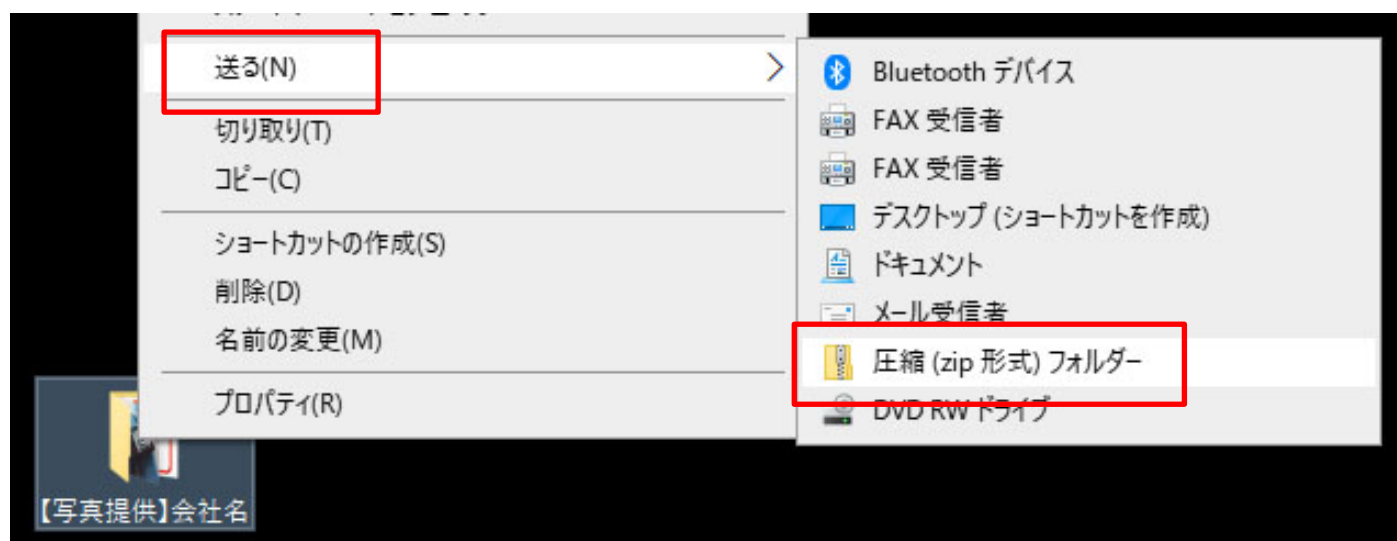 送る(N)
切り取り(T)
コピー(C)
ショートカットの作成(S)
削除(D)
名前の変更(M)
プロパティ(R)
Bluetooth デバイス
FAX 受信者
FAX 受信者
デスクトップ (ショートカットを作成)
ドキュメント
メール受信者
圧縮 (zip 形式) フォルダー
DVD RW ドライブ
【写真提供】会社名